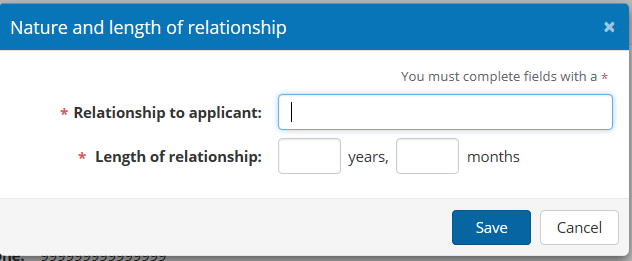 Nature and length of relationship ×
You must complete fields with a *
* Relationship to applicant:
* Length of relationship: years, months
Save Cancel